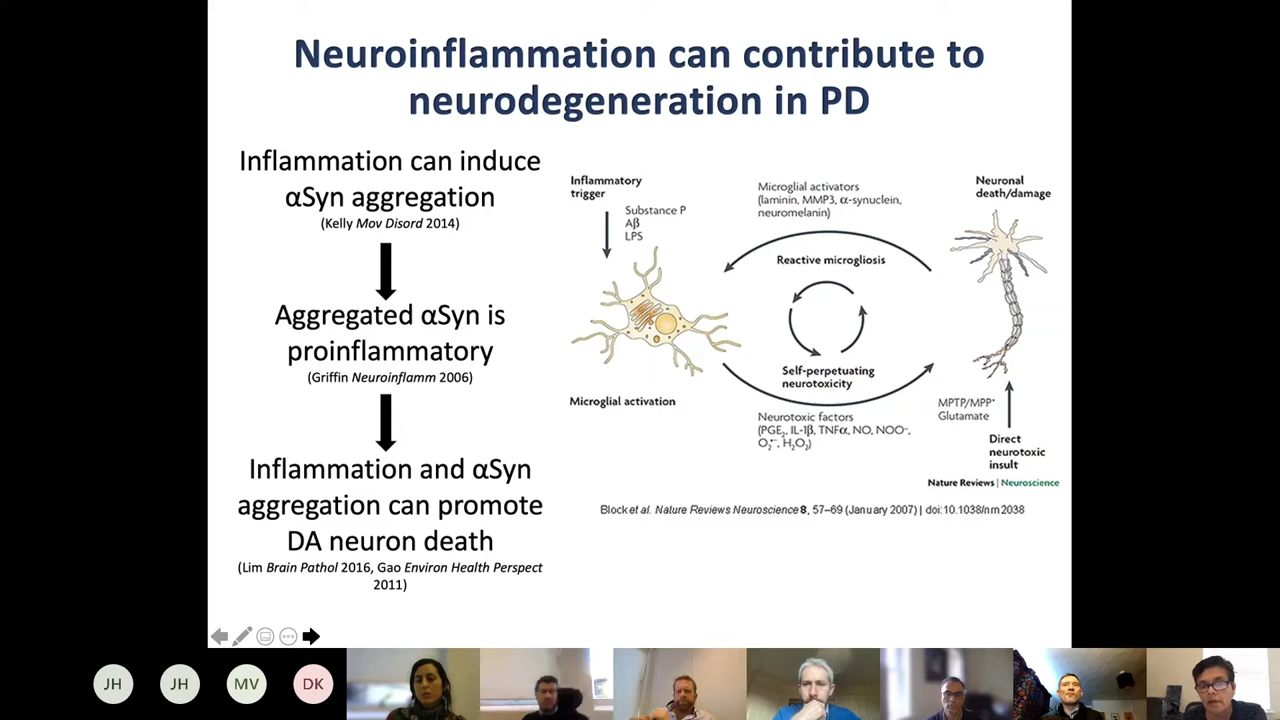 Neuroinflammation can contribute to
neurodegeneration in PD
Inflammation can induce
αSyn aggregation
(Kelly Mov Disord 2014)
Aggregated αSyn is
proinflammatory
(Griffin Neuroinflamm 2006)
Inflammation and αSyn
aggregation can promote
DA neuron death
(Lim Brain Pathol 2016, Gao Environ Health Perspect
2011)
Inflammatory
trigger
Substance P
Aβ
LPS
Microglial activation
Microglial activators
(laminin, MMP3, α-synuclein,
neuromelanin)
Reactive microgliosis
Self-perpetuating
neurotoxicity
Neurotoxic factors
(PGE₂, IL-1β, TNFα, NO, NOO⁻,
O₂•⁻, H₂O₂)
Neuronal
death/damage
MPTP/MPP⁺
Glutamate
Direct
neurotoxic
insult
Nature Reviews | Neuroscience
Block et al. Nature Reviews Neuroscience 8, 57–69 (January 2007) | doi:10.1038/nrn2038
JH
JH
MV
DK